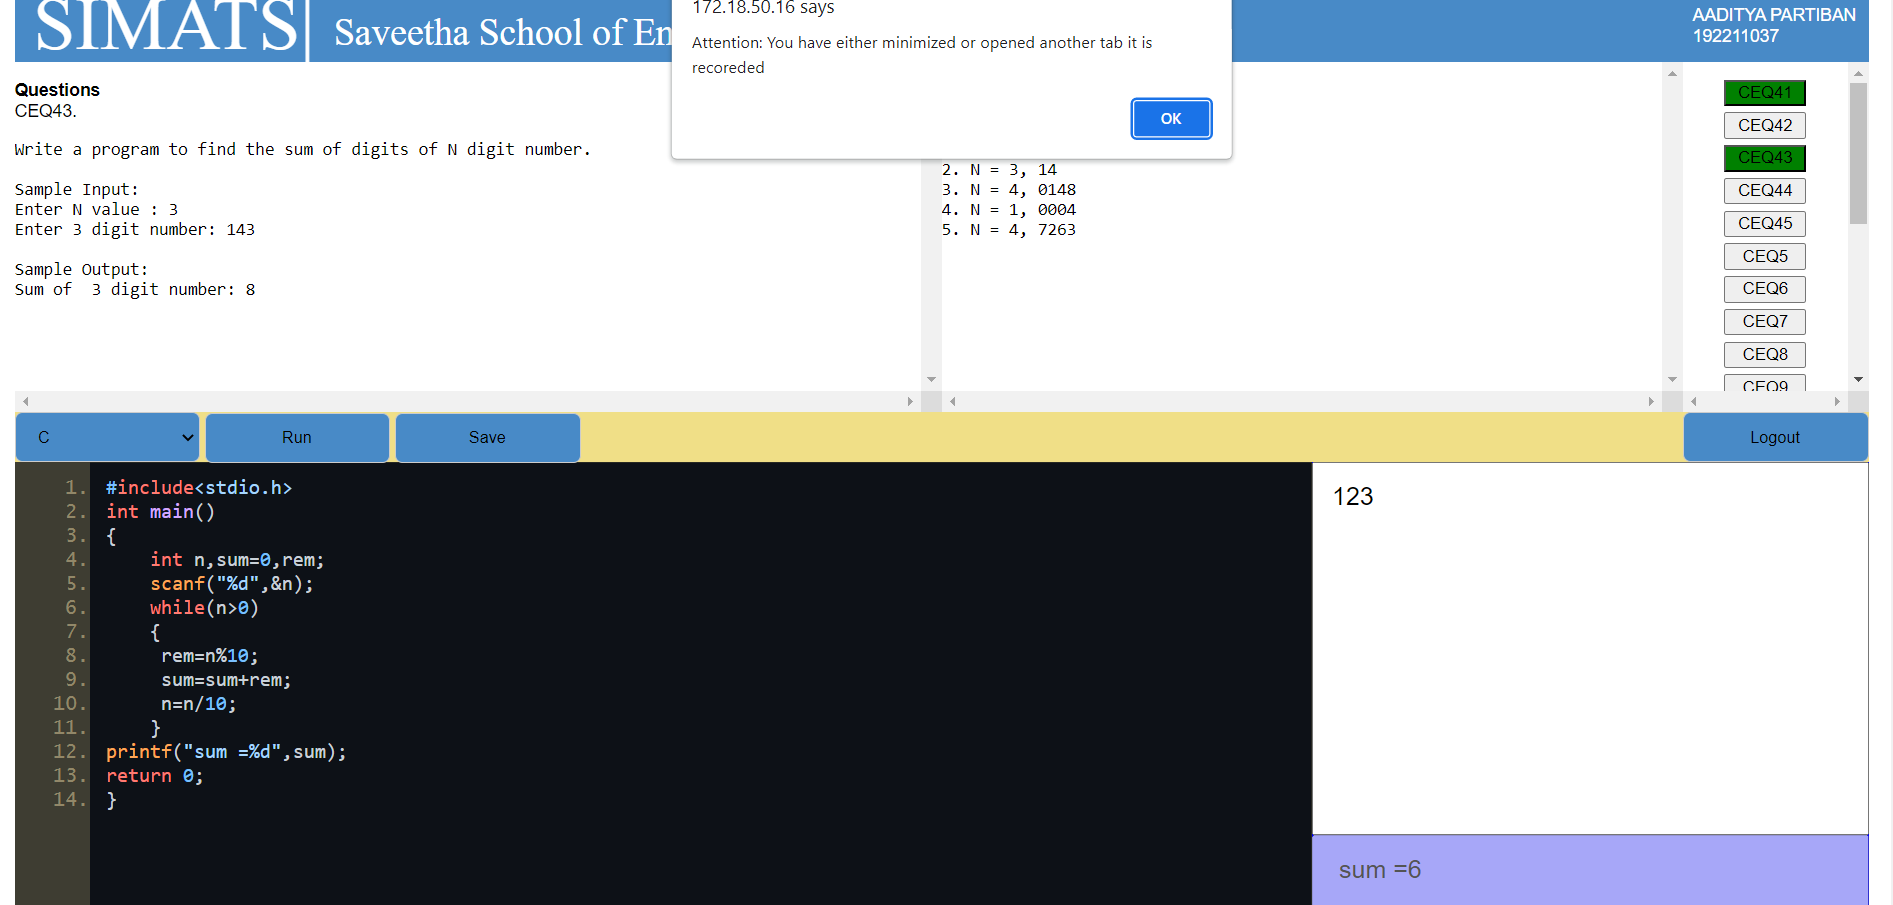 SIMATS
Saveetha School of En
AADITYA PARTIBAN
192211037
172.18.50.16 says
Attention: You have either minimized or opened another tab it is
recoreded
OK
Questions
CEQ43.
Write a program to find the sum of digits of N digit number.
Sample Input:
Enter N value : 3
Enter 3 digit number: 143
Sample Output:
Sum of  3 digit number: 8
2. N = 3, 14
3. N = 4, 0148
4. N = 1, 0004
5. N = 4, 7263
CEQ41
CEQ42
CEQ43
CEQ44
CEQ45
CEQ5
CEQ6
CEQ7
CEQ8
CEQ9
C
Run
Save
Logout
1. #include<stdio.h>
2. int main()
3. {
4.     int n,sum=0,rem;
5.     scanf("%d",&n);
6.     while(n>0)
7.     {
8.      rem=n%10;
9.      sum=sum+rem;
10.      n=n/10;
11.     }
12. printf("sum =%d",sum);
13. return 0;
14. }
123
sum =6